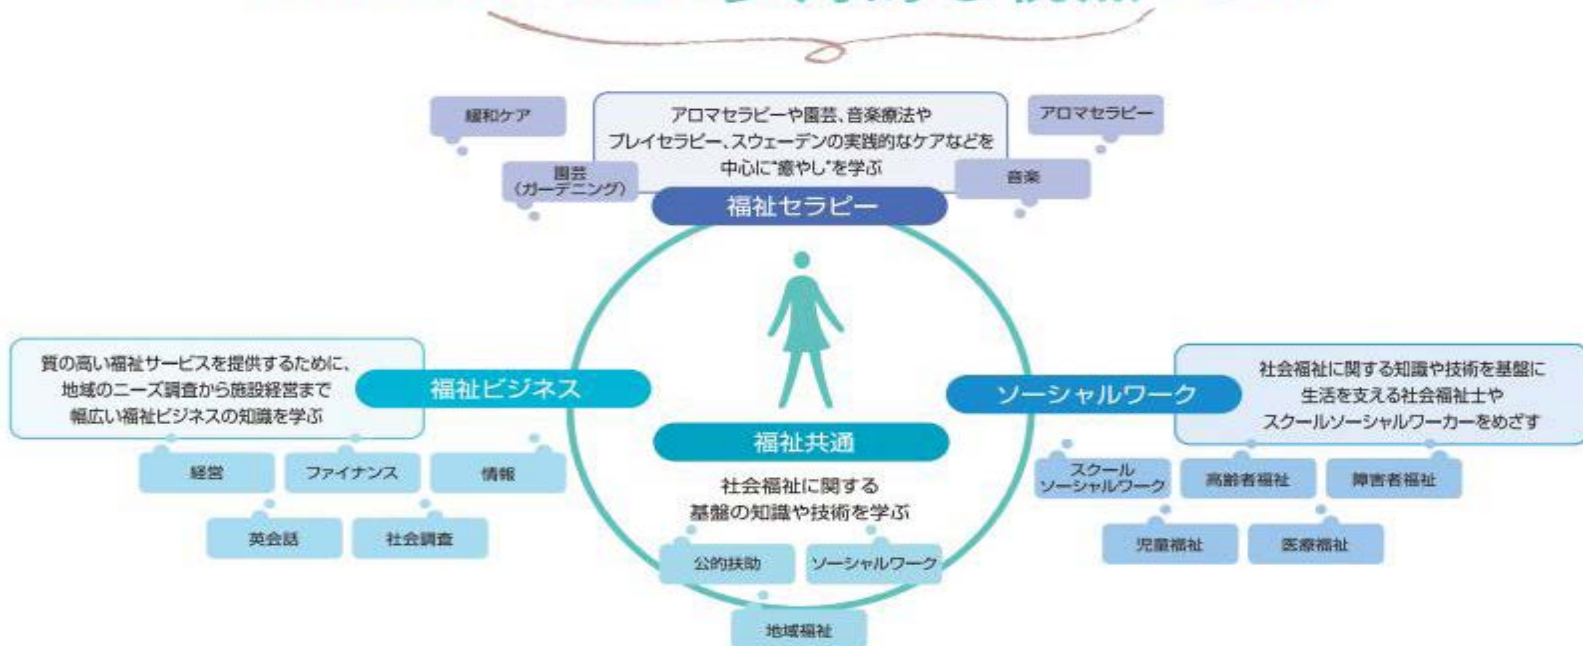 緩和ケア
アロマセラピーや園芸、音楽療法や
プレイセラピー、スウェーデンの実践的なケアなどを
中心に"癒やし"を学ぶ
アロマセラピー
園芸
(ガーデニング)
音楽
福祉セラピー
質の高い福祉サービスを提供するために、
地域のニーズ調査から施設経営まで
幅広い福祉ビジネスの知識を学ぶ
福祉ビジネス
ソーシャルワーク
社会福祉に関する知識や技術を基盤に
生活を支える社会福祉士や
スクールソーシャルワーカーをめざす
福祉共通
社会福祉に関する
基盤の知識や技術を学ぶ
経営
ファイナンス
情報
英会話
社会調査
公的扶助
ソーシャルワーク
地域福祉
スクール
ソーシャルワーク
高齢者福祉
障害者福祉
児童福祉
医療福祉